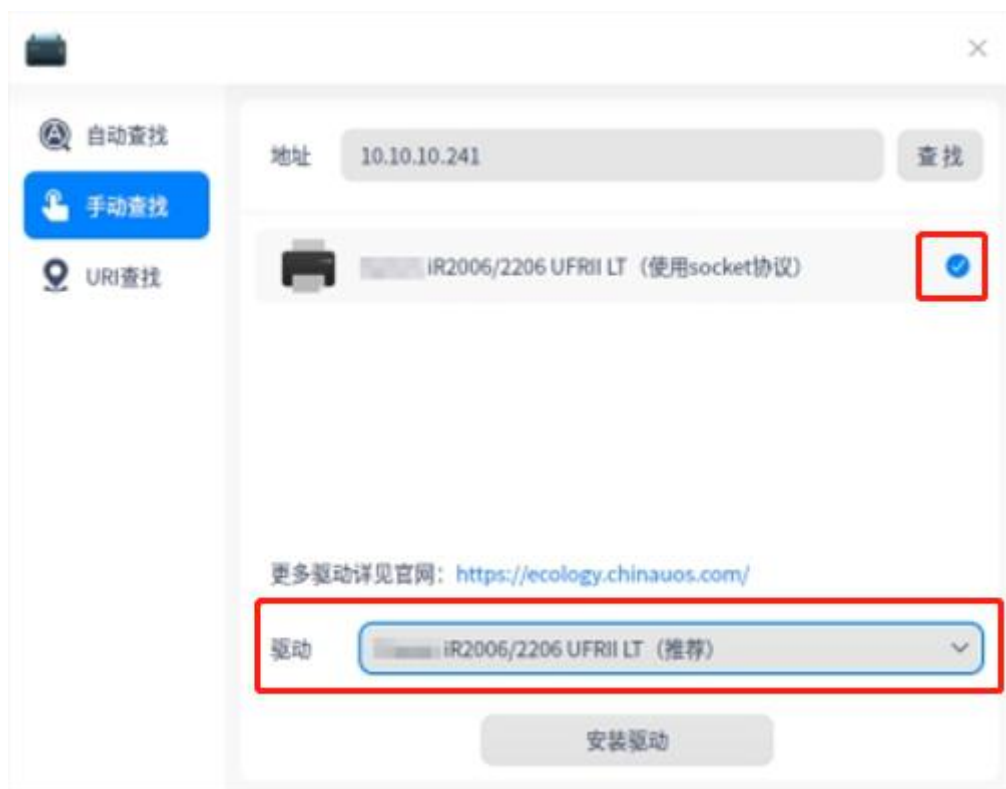 自动查找
手动查找
URI查找
地址 10.10.10.241 查找
iR2006/2206 UFRII LT（使用socket协议）
更多驱动详见官网：https://ecology.chinauos.com/
驱动 iR2006/2206 UFRII LT（推荐）
安装驱动